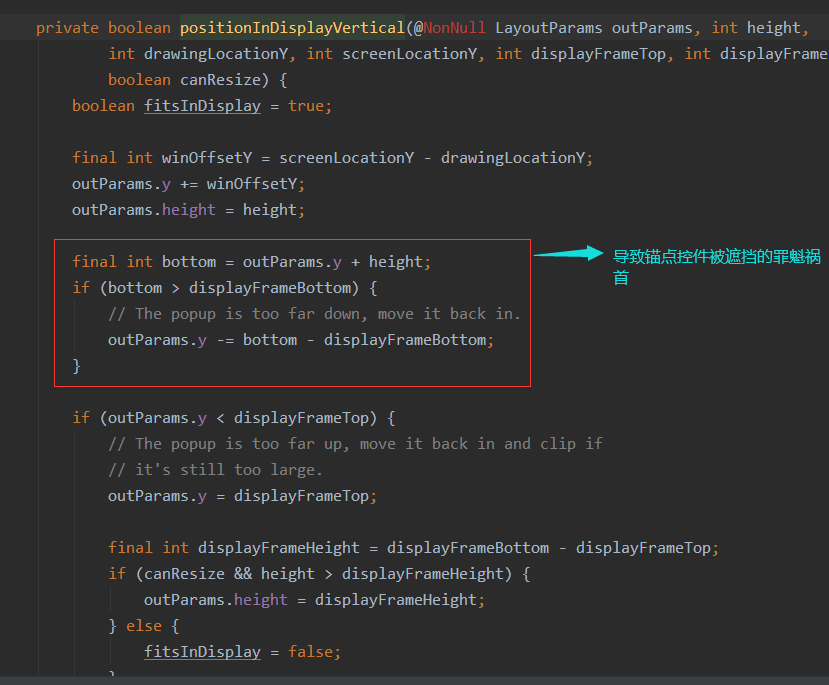 private boolean positionInDisplayVertical(@NonNull LayoutParams outParams, int height,
int drawingLocationY, int screenLocationY, int displayFrameTop, int displayFrame
boolean canResize) {
boolean fitsInDisplay = true;
final int winOffsetY = screenLocationY - drawingLocationY;
outParams.y += winOffsetY;
outParams.height = height;
final int bottom = outParams.y + height;
导致锚点控件被遮挡的罪魁祸
首
if (bottom > displayFrameBottom) {
// The popup is too far down, move it back in.
outParams.y -= bottom - displayFrameBottom;
}
if (outParams.y < displayFrameTop) {
// The popup is too far up, move it back in and clip if
// it's still too large.
outParams.y = displayFrameTop;
final int displayFrameHeight = displayFrameBottom - displayFrameTop;
if (canResize && height > displayFrameHeight) {
outParams.height = displayFrameHeight;
} else {
fitsInDisplay = false;
}